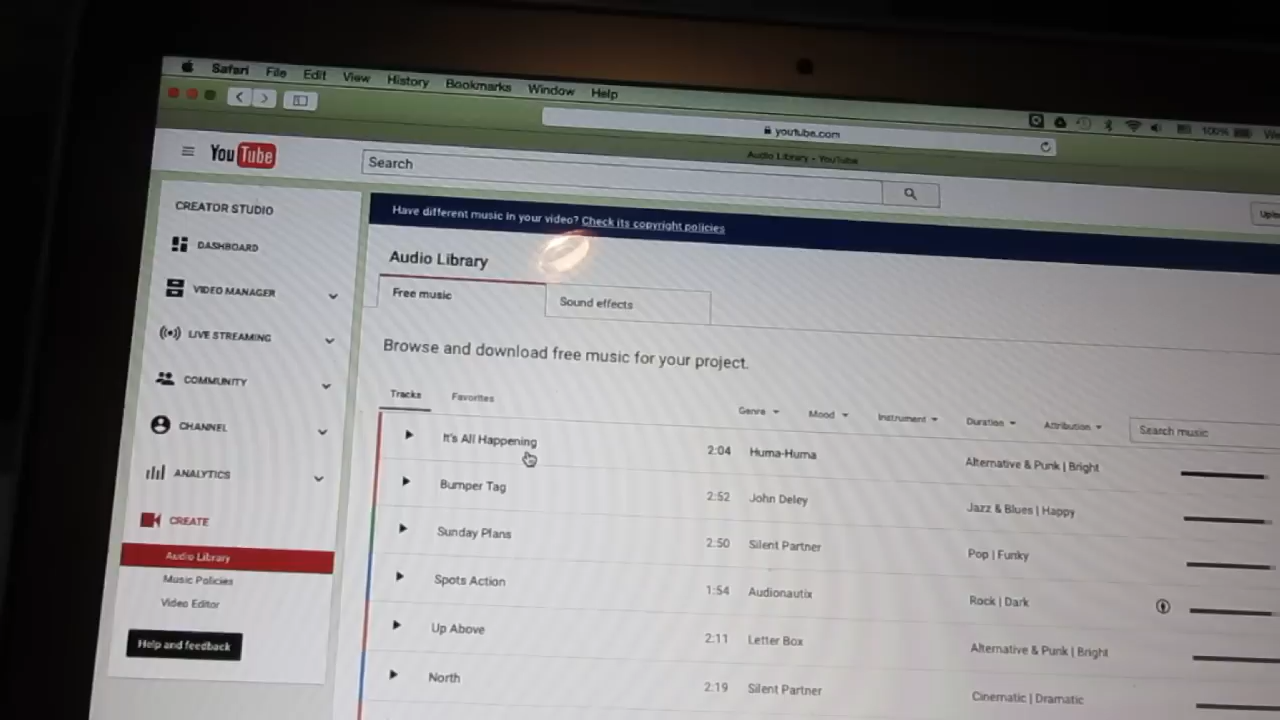 Safari File Edit View History Bookmarks Window Help
100%
youtube.com
Audio Library - YouTube
YouTube
Search
CREATOR STUDIO
DASHBOARD
VIDEO MANAGER
LIVE STREAMING
COMMUNITY
CHANNEL
ANALYTICS
CREATE
Audio Library
Music Policies
Video Editor
Help and feedback
Have different music in your video? Check its copyright policies
Audio Library
Free music Sound effects
Browse and download free music for your project.
Tracks Favorites Genre Mood Instrument Duration Attribution Search music
It's All Happening 2:04 Huma-Huma Alternative & Punk | Bright
Bumper Tag 2:52 John Deley Jazz & Blues | Happy
Sunday Plans 2:50 Silent Partner Pop | Funky
Spots Action 1:54 Audionautix Rock | Dark
Up Above 2:11 Letter Box Alternative & Punk | Bright
North 2:19 Silent Partner Cinematic | Dramatic